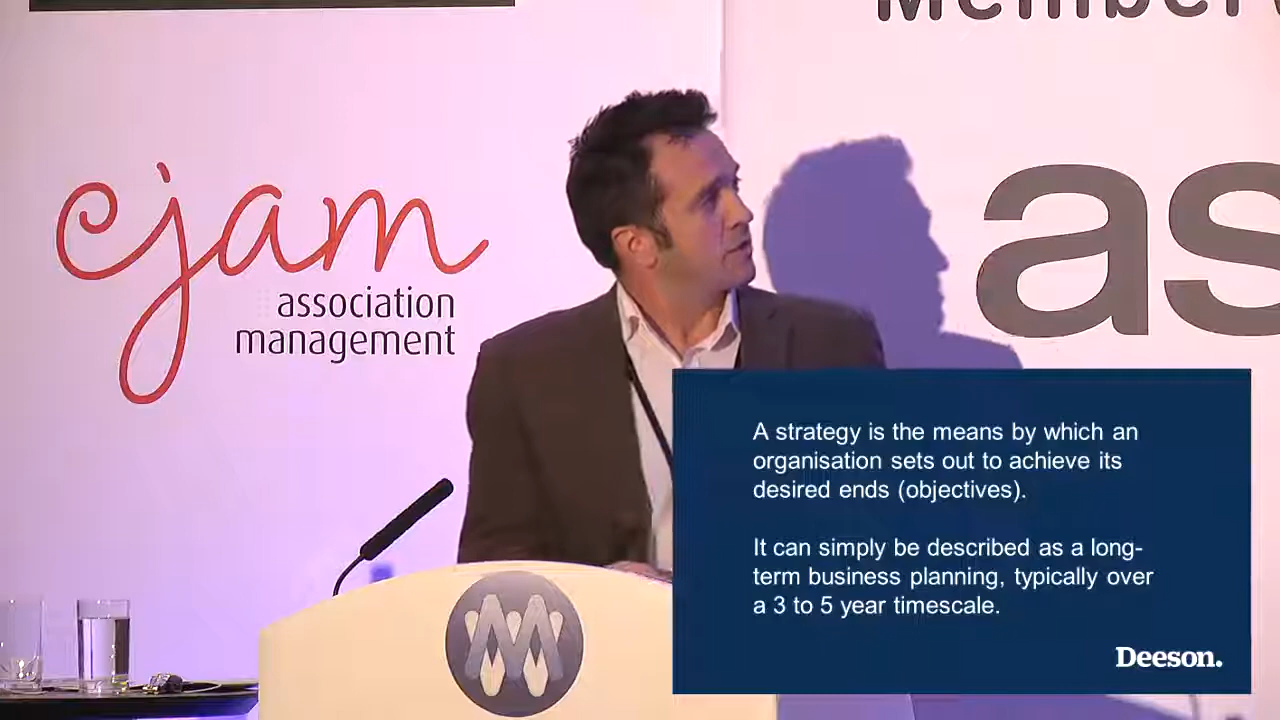 cjam
association
management
as
A strategy is the means by which an
organisation sets out to achieve its
desired ends (objectives).
It can simply be described as a long-
term business planning, typically over
a 3 to 5 year timescale.
Deeson.